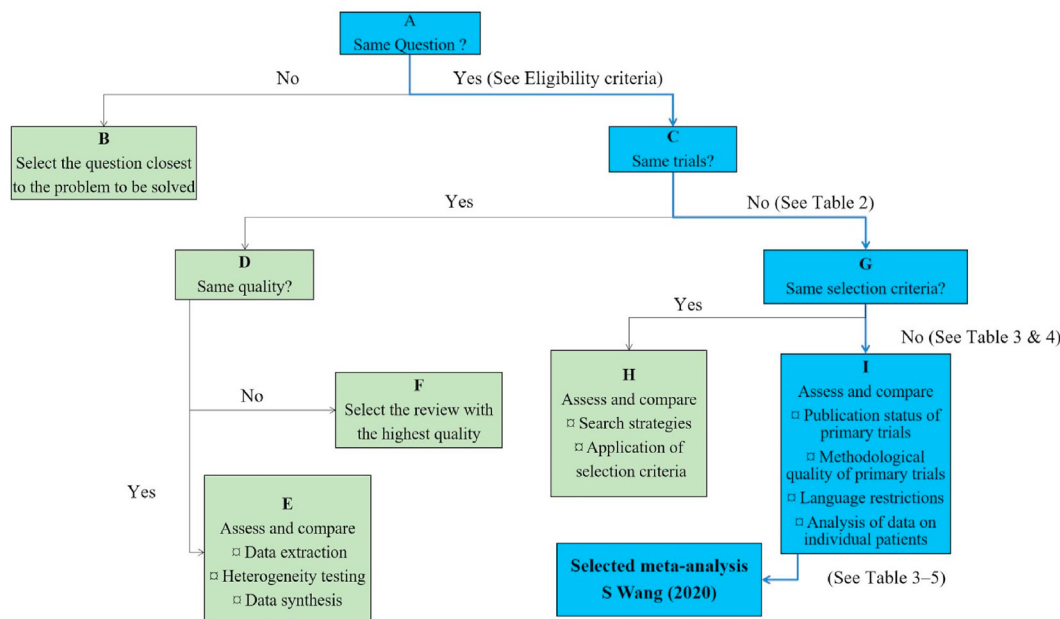 A
Same Question ?
No
Yes (See Eligibility criteria)
B
Select the question closest
to the problem to be solved
C
Same trials?
Yes
No (See Table 2)
D
Same quality?
G
Same selection criteria?
Yes
No (See Table 3 & 4)
H
Assess and compare
¤ Search strategies
¤ Application of
selection criteria
I
Assess and compare
¤ Publication status of
primary trials
¤ Methodological
quality of primary trials
¤ Language restrictions
¤ Analysis of data on
individual patients
No
F
Select the review with
the highest quality
Yes
E
Assess and compare
¤ Data extraction
¤ Heterogeneity testing
¤ Data synthesis
Selected meta-analysis
S Wang (2020)
(See Table 3–5)